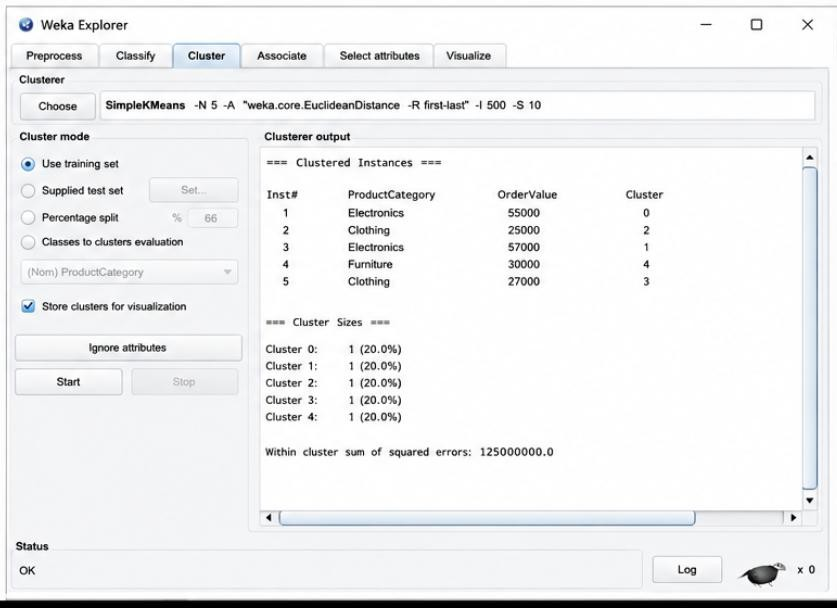 Weka Explorer
Preprocess Classify Cluster Associate Select attributes Visualize
Clusterer
Choose SimpleKMeans -N 5 -A "weka.core.EuclideanDistance -R first-last" -I 500 -S 10
Cluster mode
Use training set
Supplied test set Set...
Percentage split % 66
Classes to clusters evaluation
(Nom) ProductCategory
Store clusters for visualization
Ignore attributes
Start Stop
Clusterer output
=== Clustered Instances ===
Inst# ProductCategory OrderValue Cluster
1 Electronics 55000 0
2 Clothing 25000 2
3 Electronics 57000 1
4 Furniture 30000 4
5 Clothing 27000 3
=== Cluster Sizes ===
Cluster 0: 1 (20.0%)
Cluster 1: 1 (20.0%)
Cluster 2: 1 (20.0%)
Cluster 3: 1 (20.0%)
Cluster 4: 1 (20.0%)
Within cluster sum of squared errors: 125000000.0
Status
OK
Log x 0